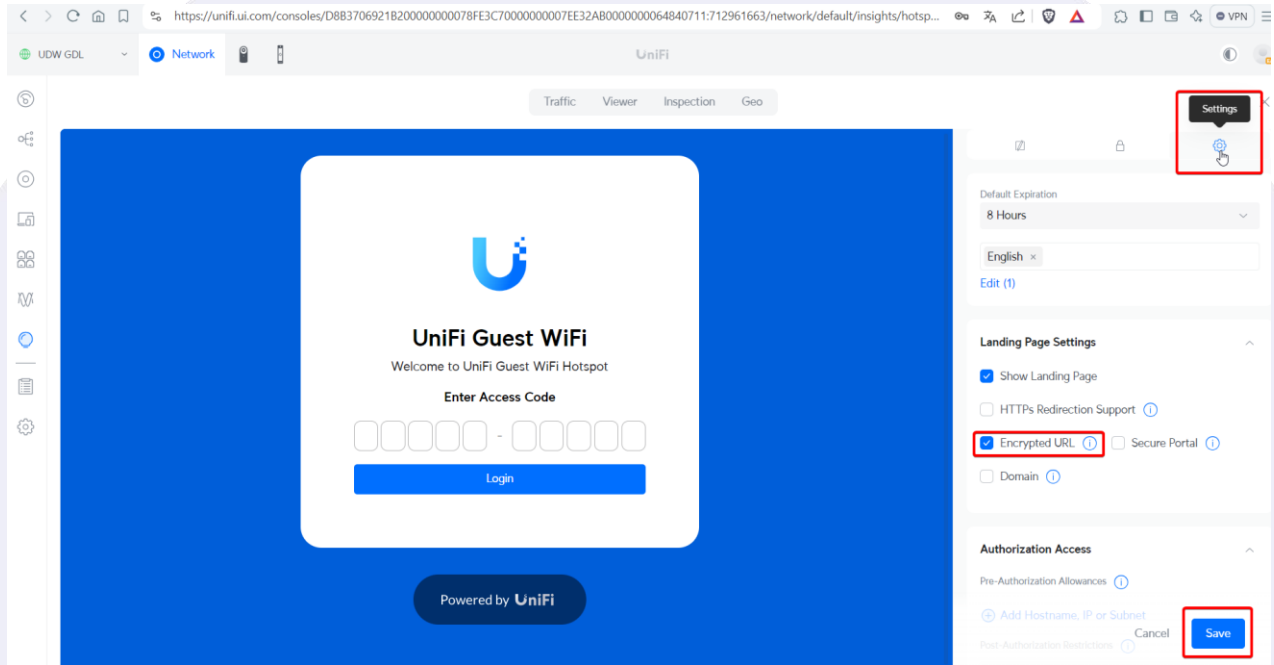 https://unifi.ui.com/consoles/D8B3706921B200000000078FE3C70000000007EE32AB0000000064840711:712961663/network/default/insights/hotsp...
VPN
UDW GDL
Network
UniFi
Traffic Viewer Inspection Geo
Settings
Default Expiration
8 Hours
English ×
Edit (1)
UniFi Guest WiFi
Welcome to UniFi Guest WiFi Hotspot
Enter Access Code
-
Login
Powered by UniFi
Landing Page Settings
Show Landing Page
HTTPs Redirection Support
Encrypted URL Secure Portal
Domain
Authorization Access
Pre-Authorization Allowances
Add Hostname, IP or Subnet
Cancel Save
Post-Authorization Restrictions